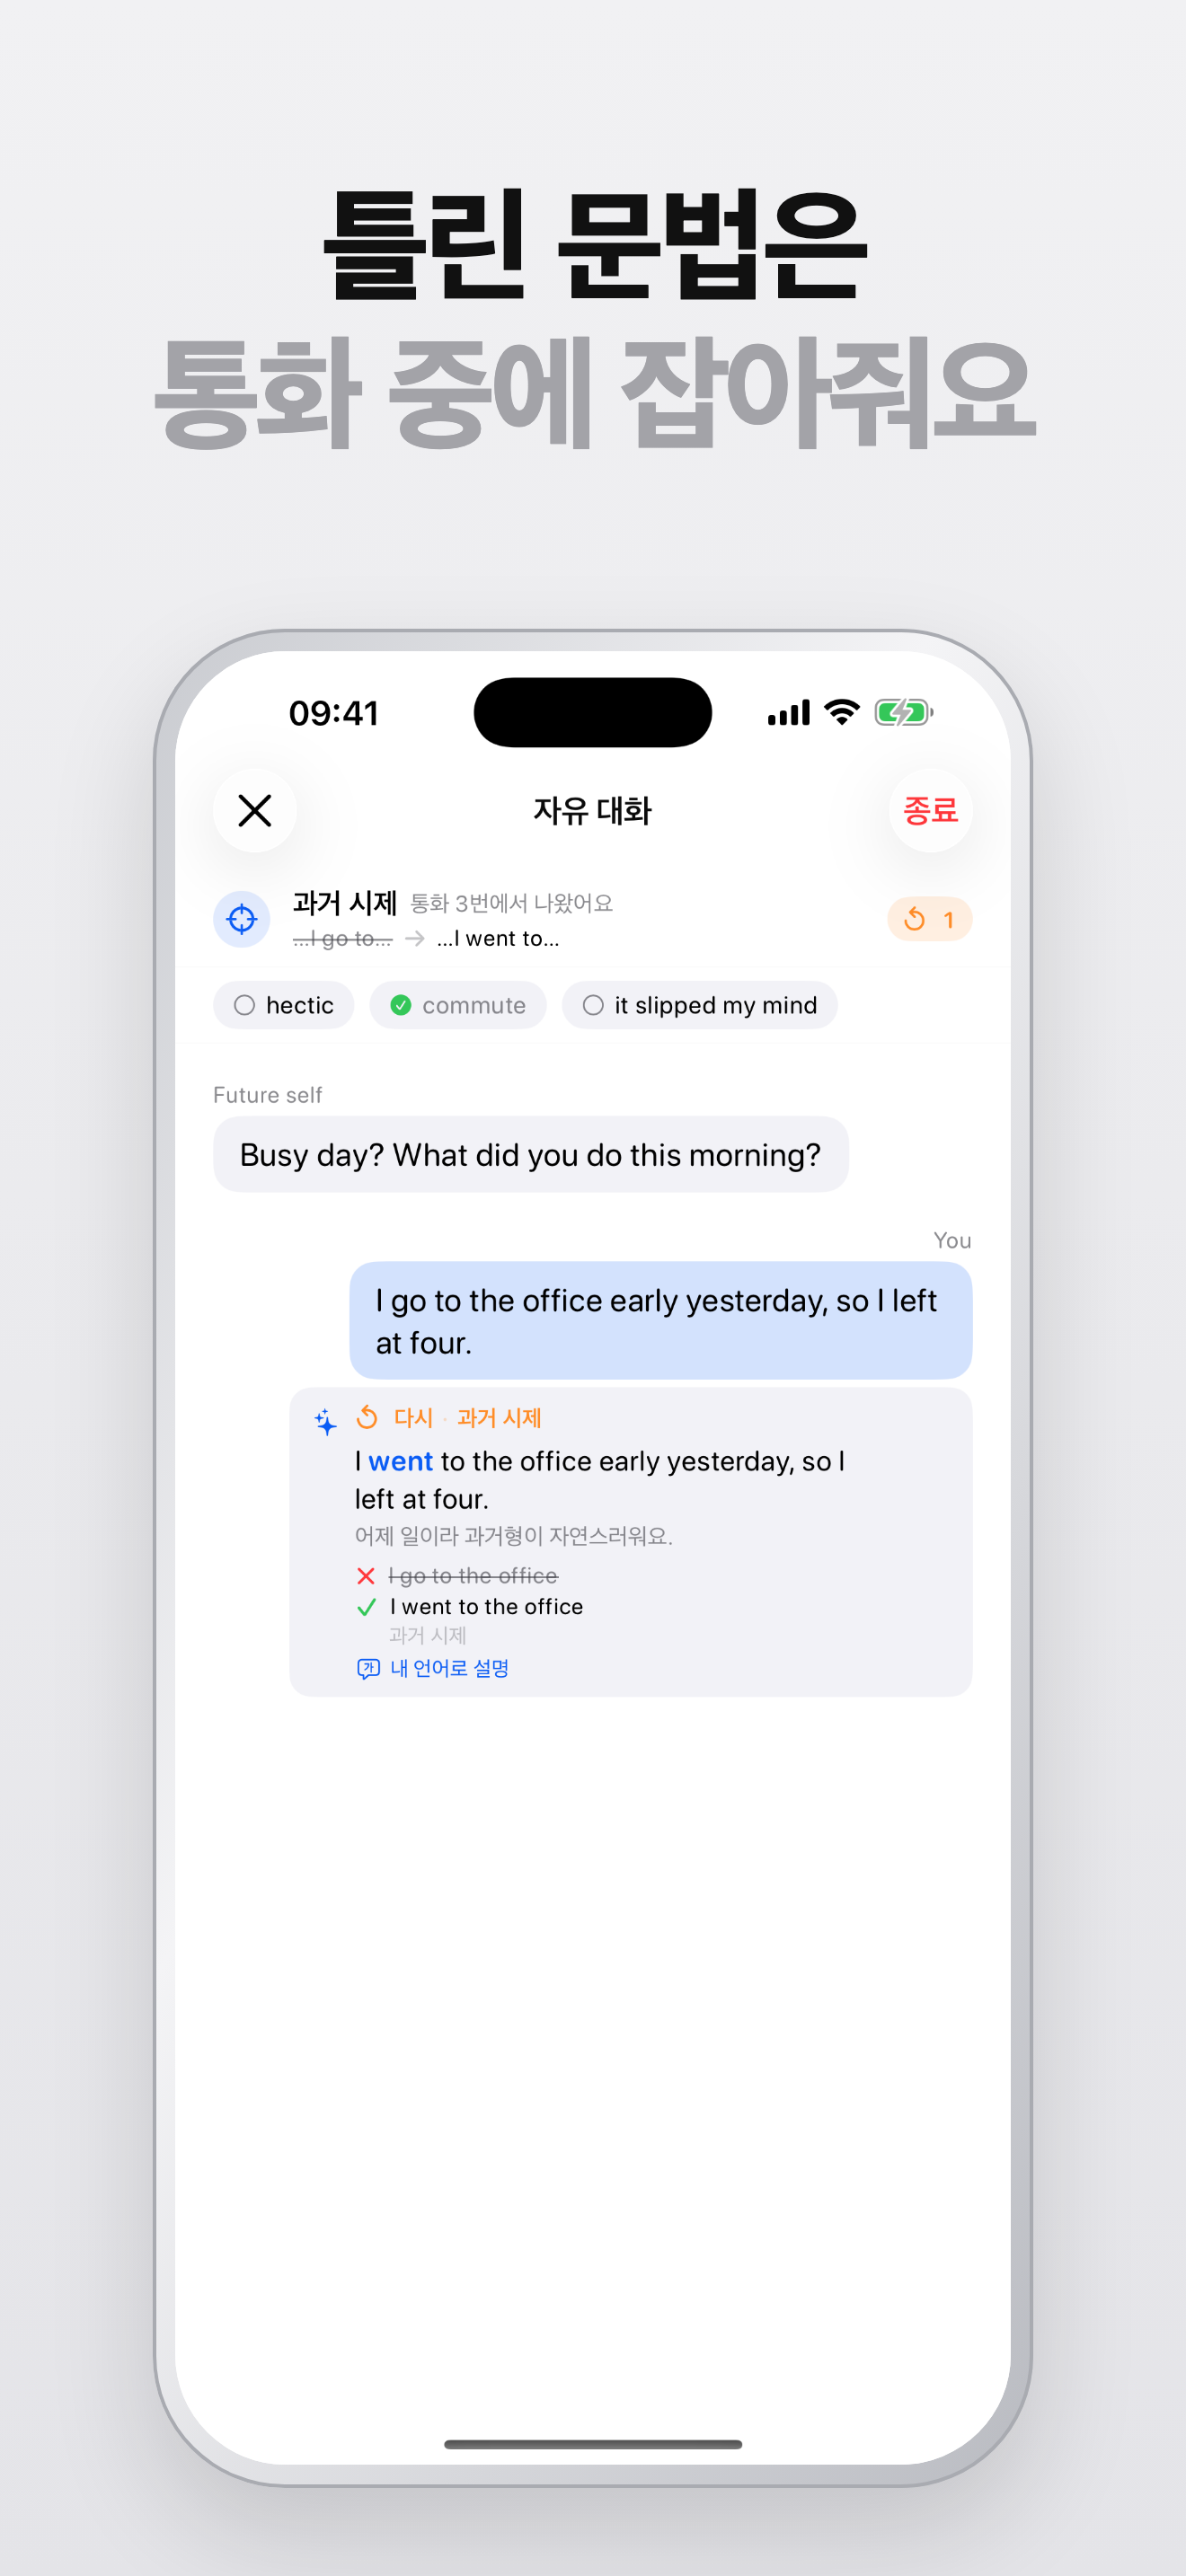 틀린 문법은
통화 중에 잡아줘요
09:41
자유 대화
종료
과거 시제 통화 3번에서 나왔어요
...I go to... → ...I went to...
1
hectic
commute
it slipped my mind
Future self
Busy day? What did you do this morning?
You
I go to the office early yesterday, so I left
at four.
다시 · 과거 시제
I went to the office early yesterday, so I
left at four.
어제 일이라 과거형이 자연스러워요.
I go to the office
I went to the office
과거 시제
가 내 언어로 설명